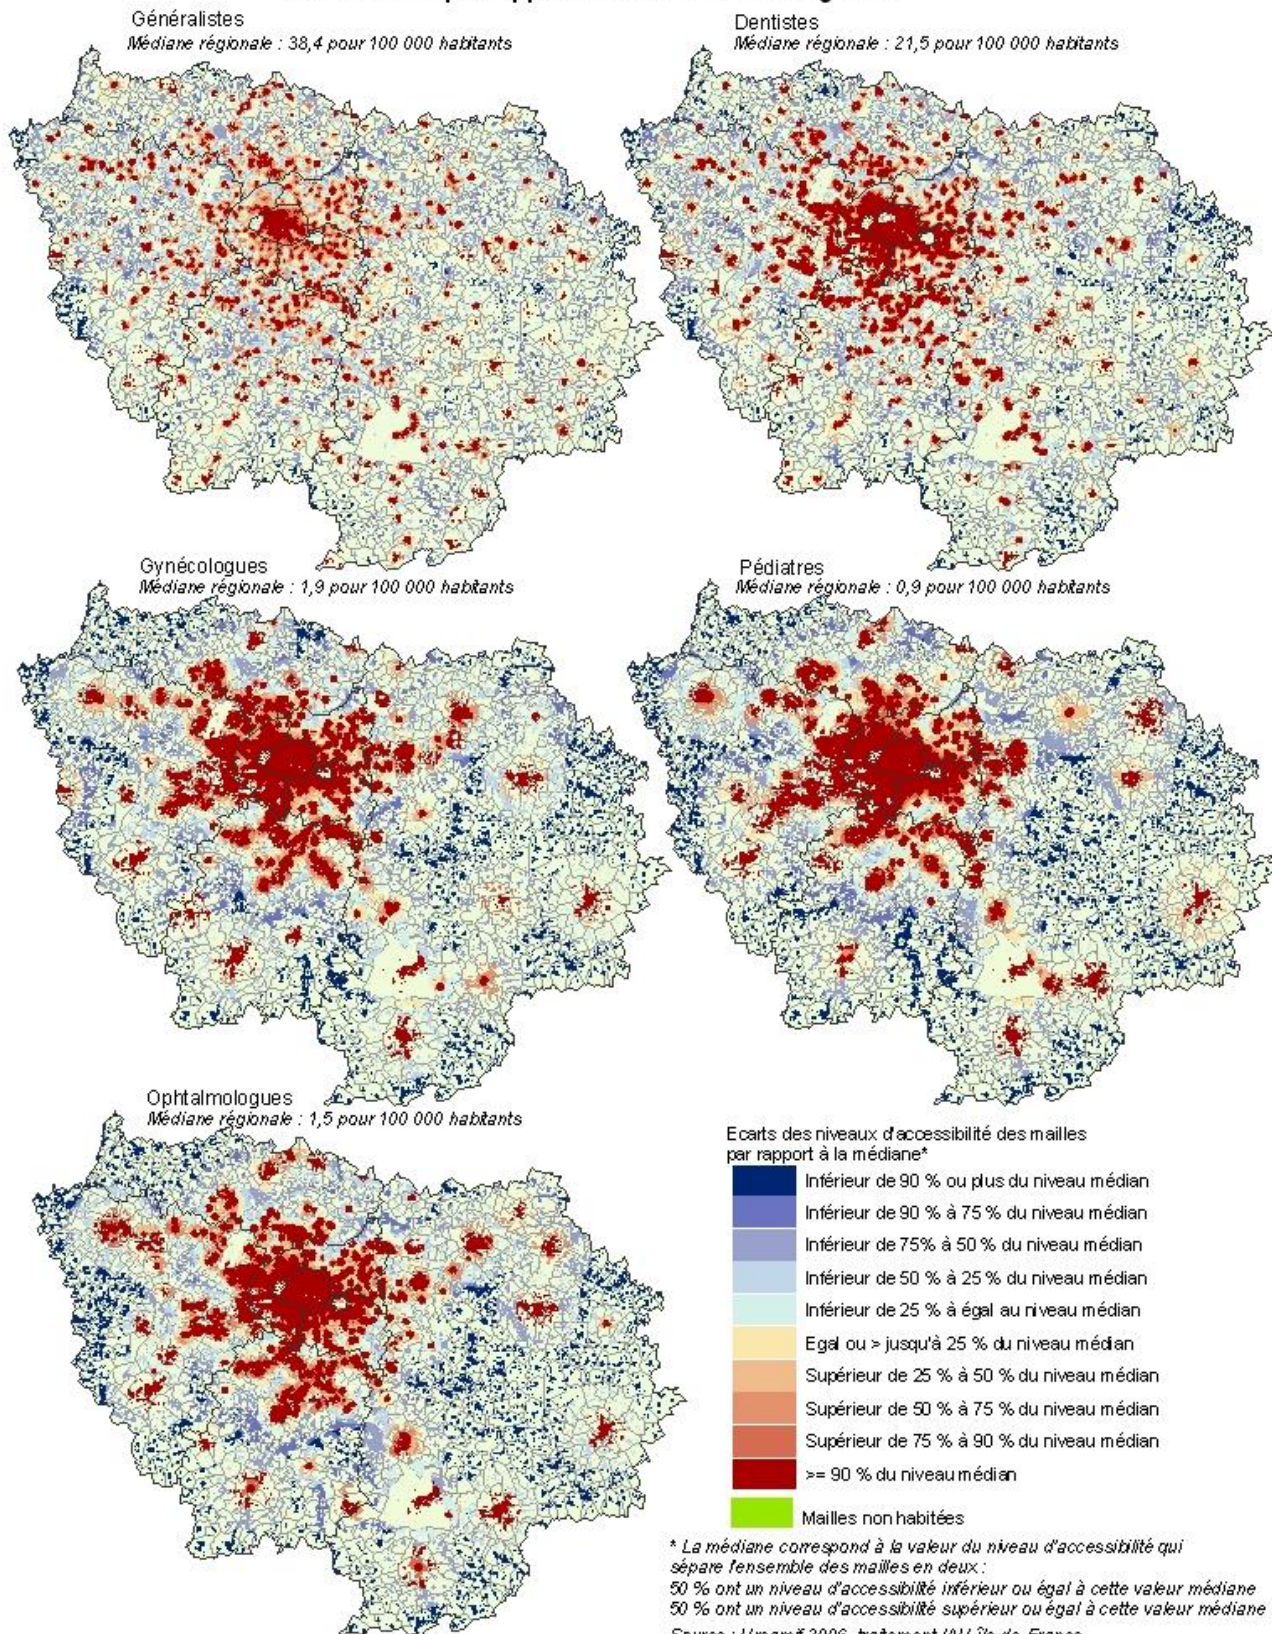 Généralistes
Médiane régionale : 38,4 pour 100 000 habitants
Dentistes
Médiane régionale : 21,5 pour 100 000 habitants
Gynécologues
Médiane régionale : 1,9 pour 100 000 habitants
Pédiatres
Médiane régionale : 0,9 pour 100 000 habitants
Ophtalmologues
Médiane régionale : 1,5 pour 100 000 habitants
Ecarts des niveaux d'accessibilité des mailles
par rapport à la médiane*
Inférieur de 90 % ou plus du niveau médian
Inférieur de 90 % à 75 % du niveau médian
Inférieur de 75% à 50 % du niveau médian
Inférieur de 50 % à 25 % du niveau médian
Inférieur de 25 % à égal au niveau médian
Egal ou > jusqu'à 25 % du niveau médian
Supérieur de 25 % à 50 % du niveau médian
Supérieur de 50 % à 75 % du niveau médian
Supérieur de 75 % à 90 % du niveau médian
>= 90 % du niveau médian
Mailles non habitées
* La médiane correspond à la valeur du niveau d'accessibilité qui
sépare l'ensemble des mailles en deux :
50 % ont un niveau d'accessibilité inférieur ou égal à cette valeur médiane
50 % ont un niveau d'accessibilité supérieur ou égal à cette valeur médiane